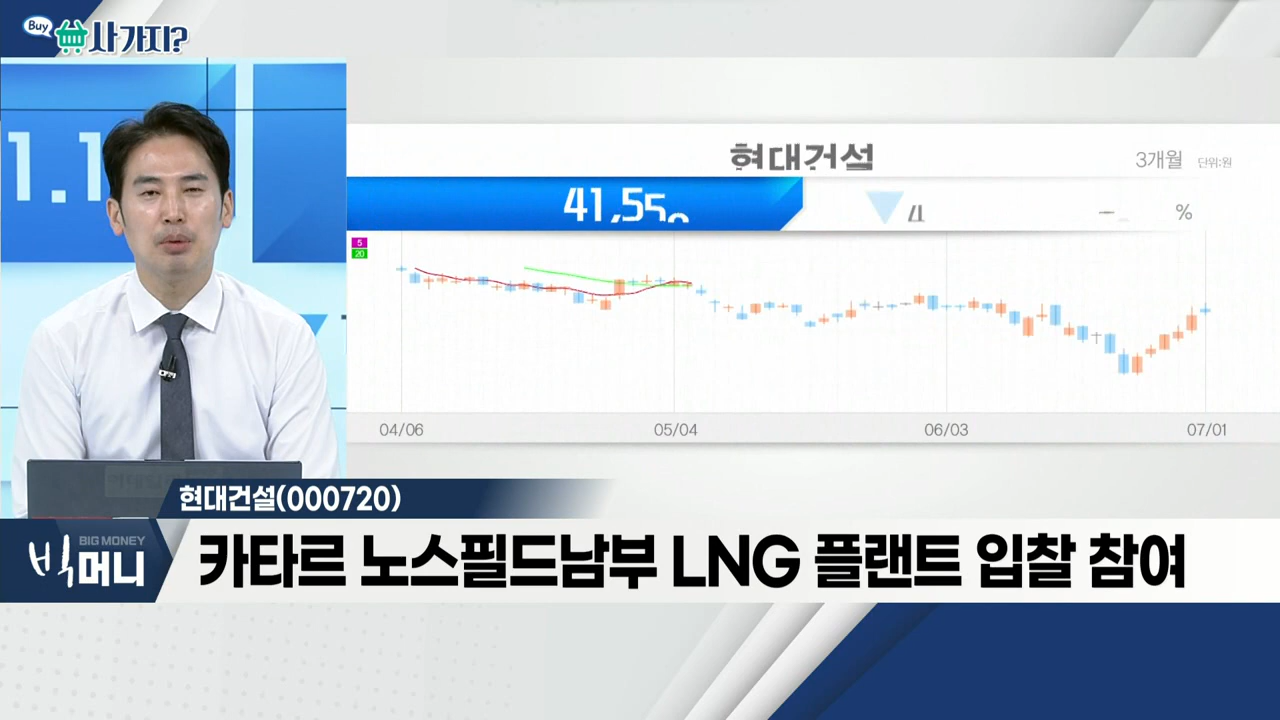 Buy
사가지?
1.1
현대건설
3개월 단위:원
%
5
20
04/06 05/04 06/03 07/01
현대건설(000720)
BIG MONEY
빅머니
카타르 노스필드남부 LNG 플랜트 입찰 참여